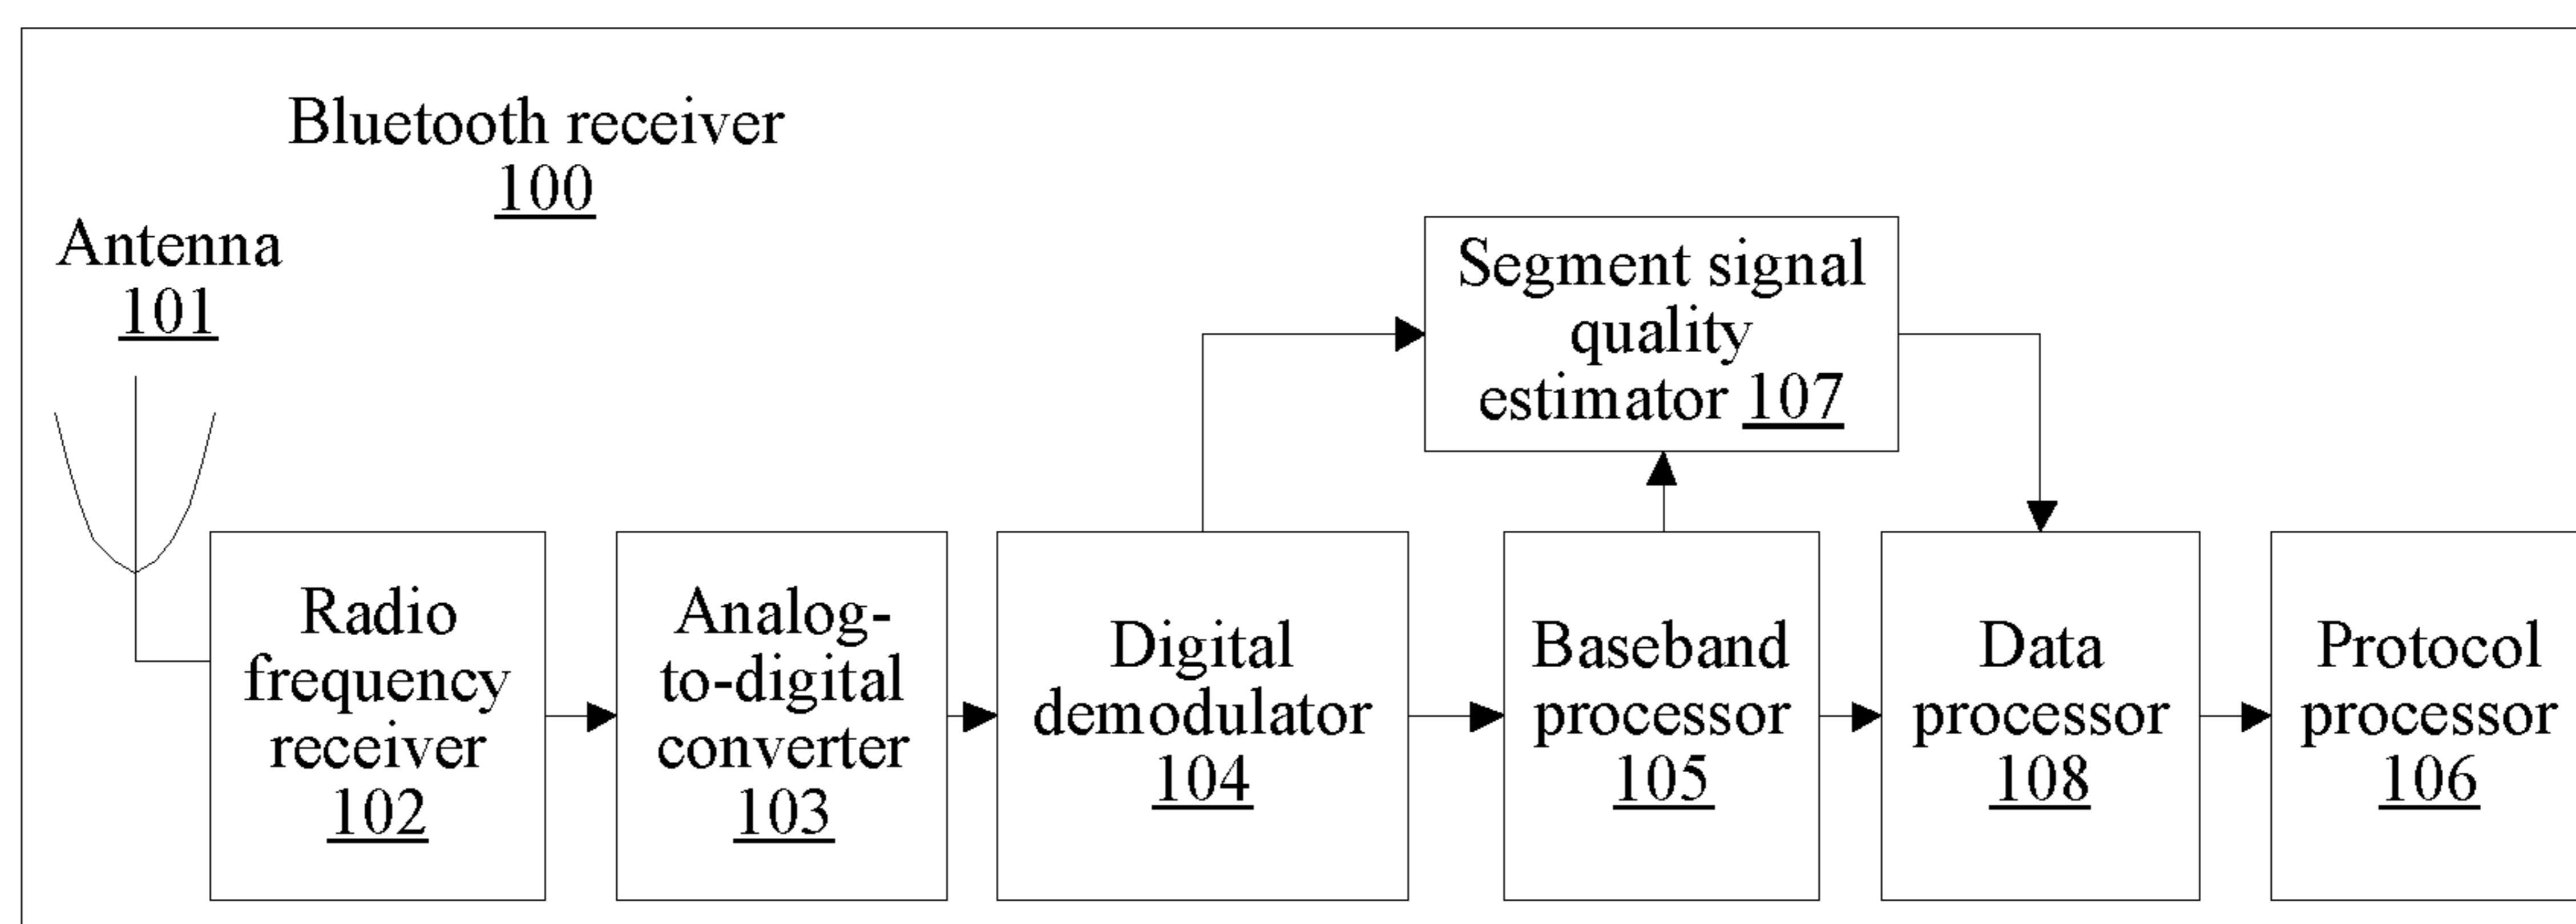 Bluetooth receiver
100
Antenna
101
Segment signal
quality
estimator 107
Radio
frequency
receiver
102
Analog-
to-digital
converter
103
Digital
demodulator
104
Baseband
processor
105
Data
processor
108
Protocol
processor
106